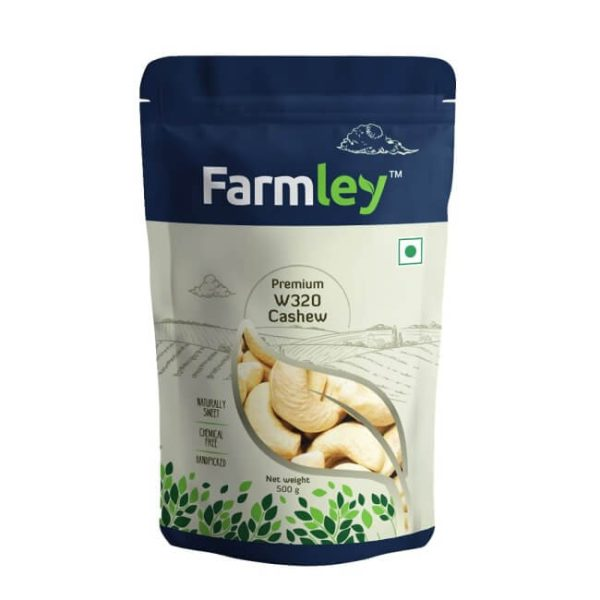 Farmley™
Premium
W320
Cashew
NATURALLY
SWEET
CHEMICAL
FREE
HANDPICKED
Net weight
500 g